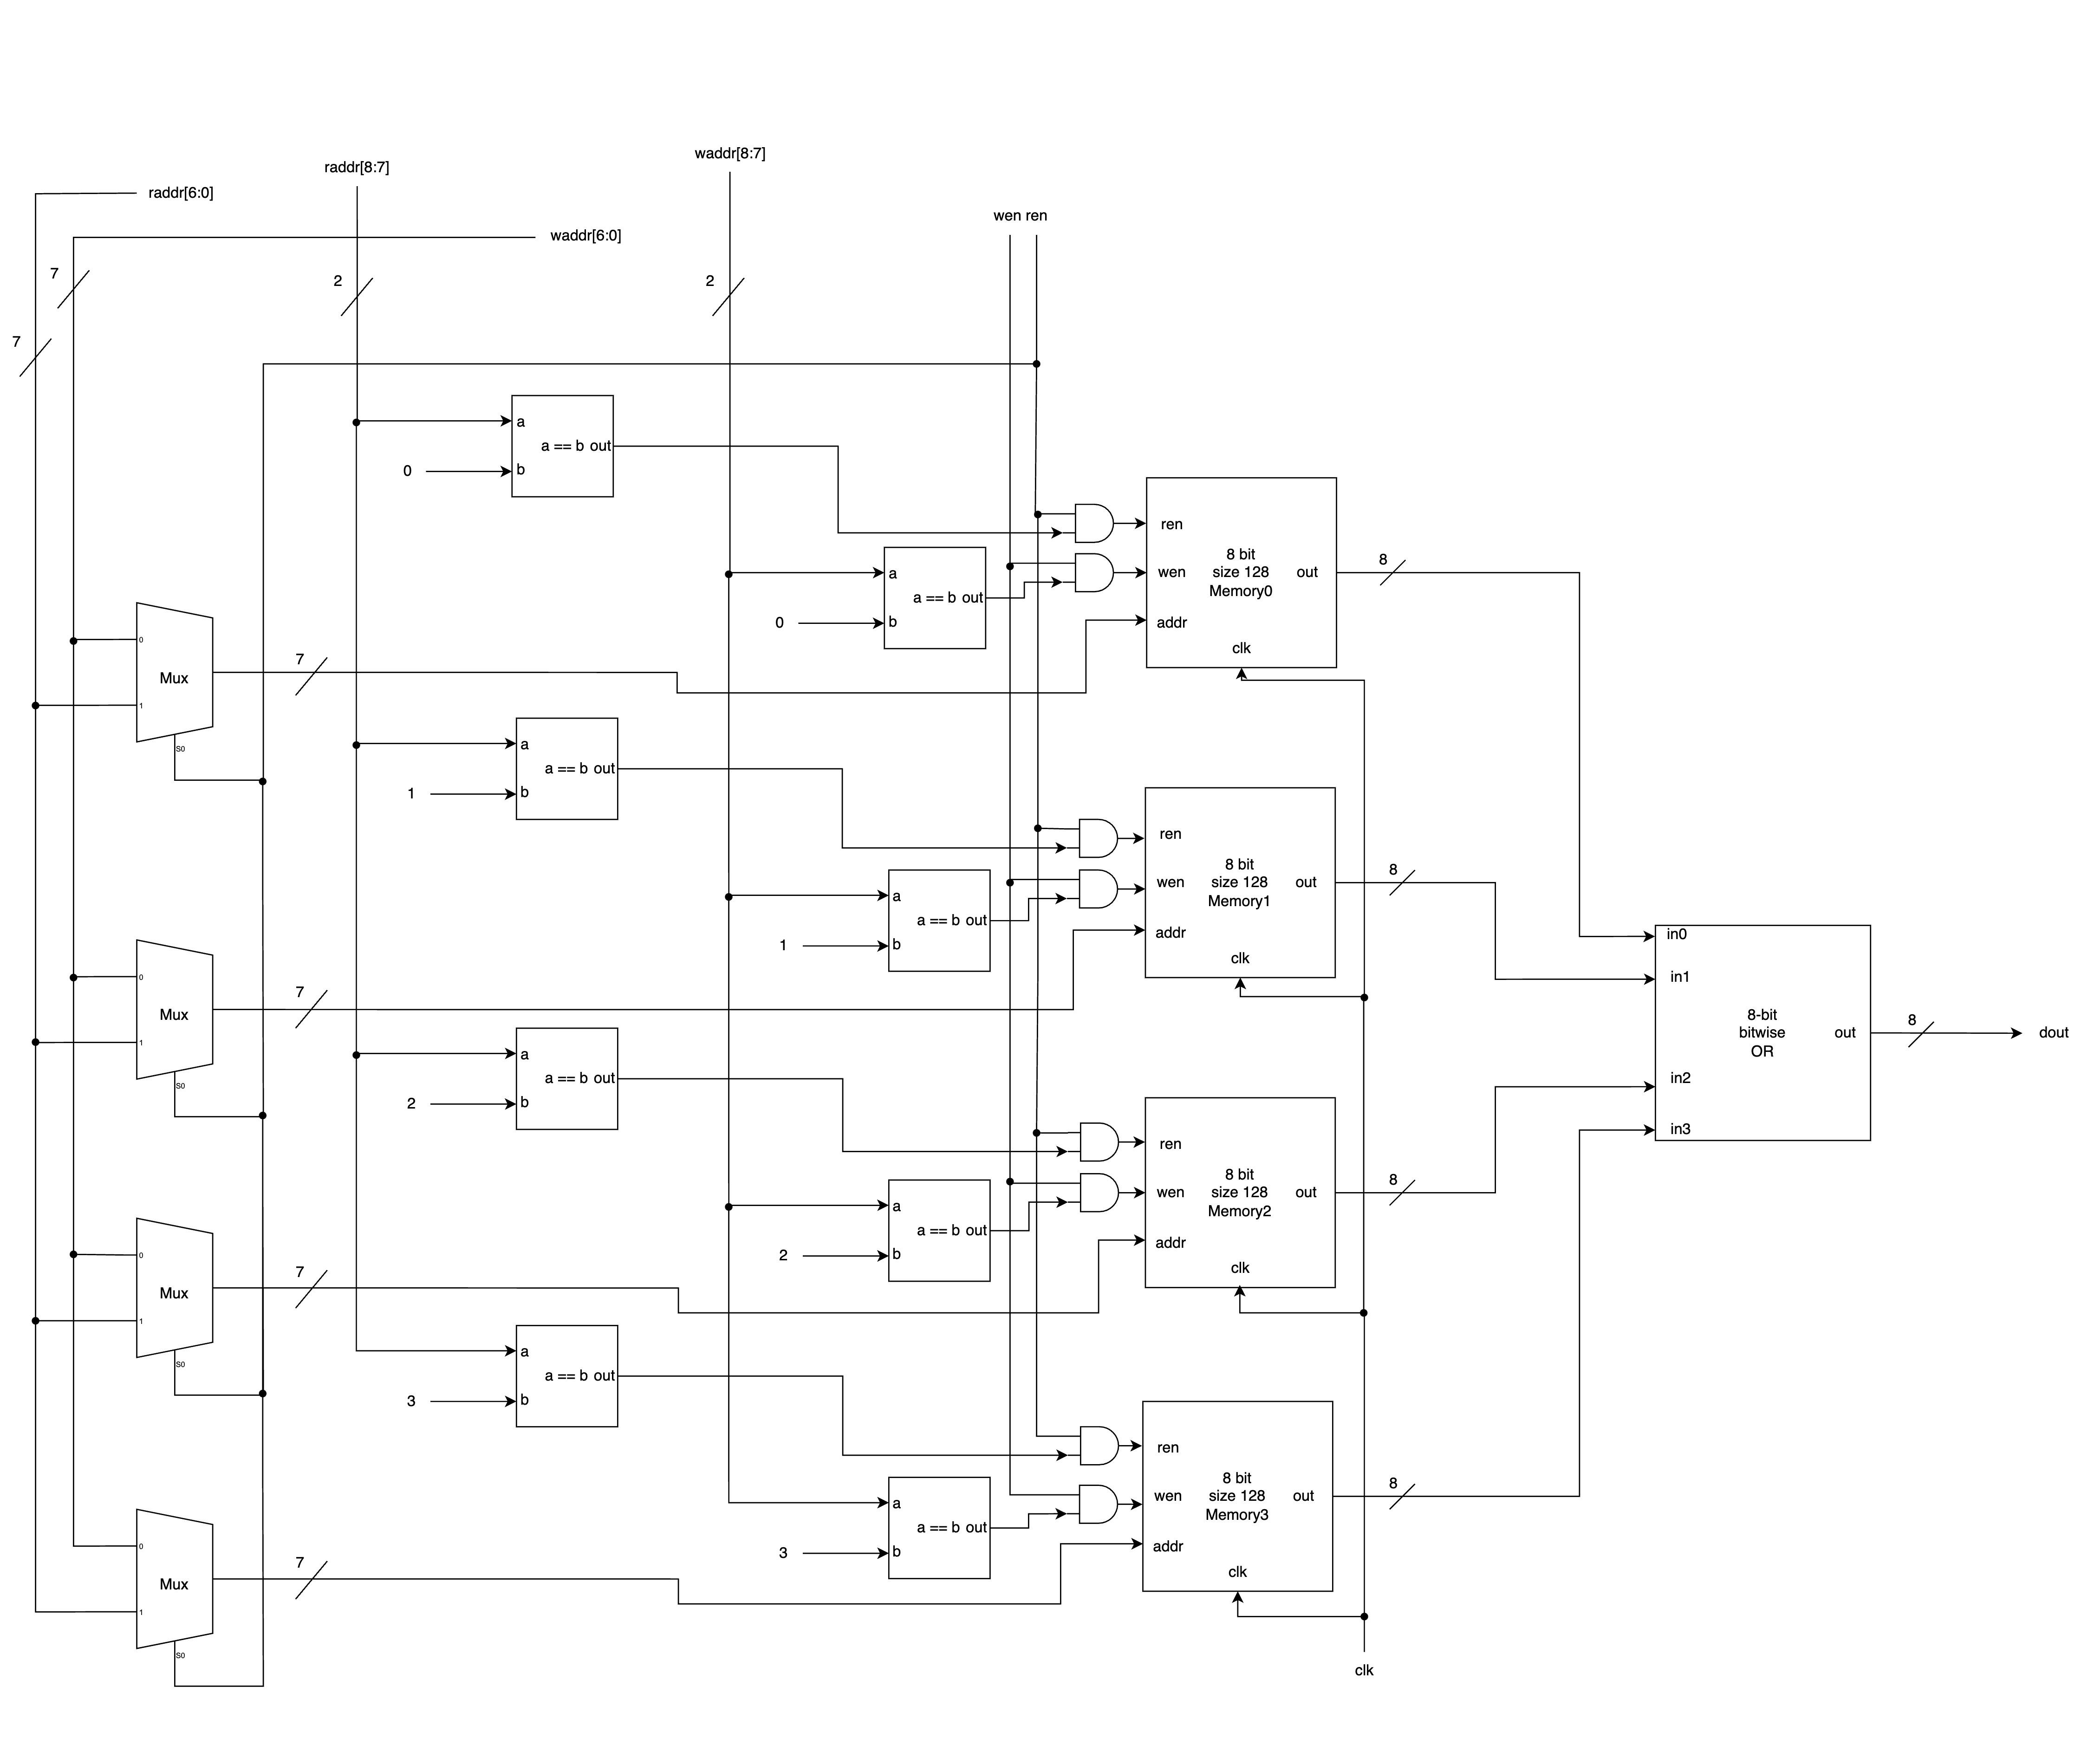 waddr[8:7]
raddr[8:7]
raddr[6:0]
wen ren
waddr[6:0]
7
2
2
7
a
a == b out
0
b
ren
8 bit
size 128
Memory0
wen
out
8
addr
clk
a
a == b out
0
b
0
Mux
1
S0
7
a
a == b out
1
b
ren
8 bit
size 128
Memory1
wen
out
8
addr
clk
a
a == b out
1
b
0
Mux
1
S0
7
in0
in1
8-bit
bitwise
OR
out
in2
in3
8
dout
a
a == b out
2
b
ren
8 bit
size 128
Memory2
wen
out
8
addr
clk
a
a == b out
2
b
0
Mux
1
S0
7
a
a == b out
3
b
ren
8 bit
size 128
Memory3
wen
out
8
addr
clk
a
a == b out
3
b
0
Mux
1
S0
7
clk